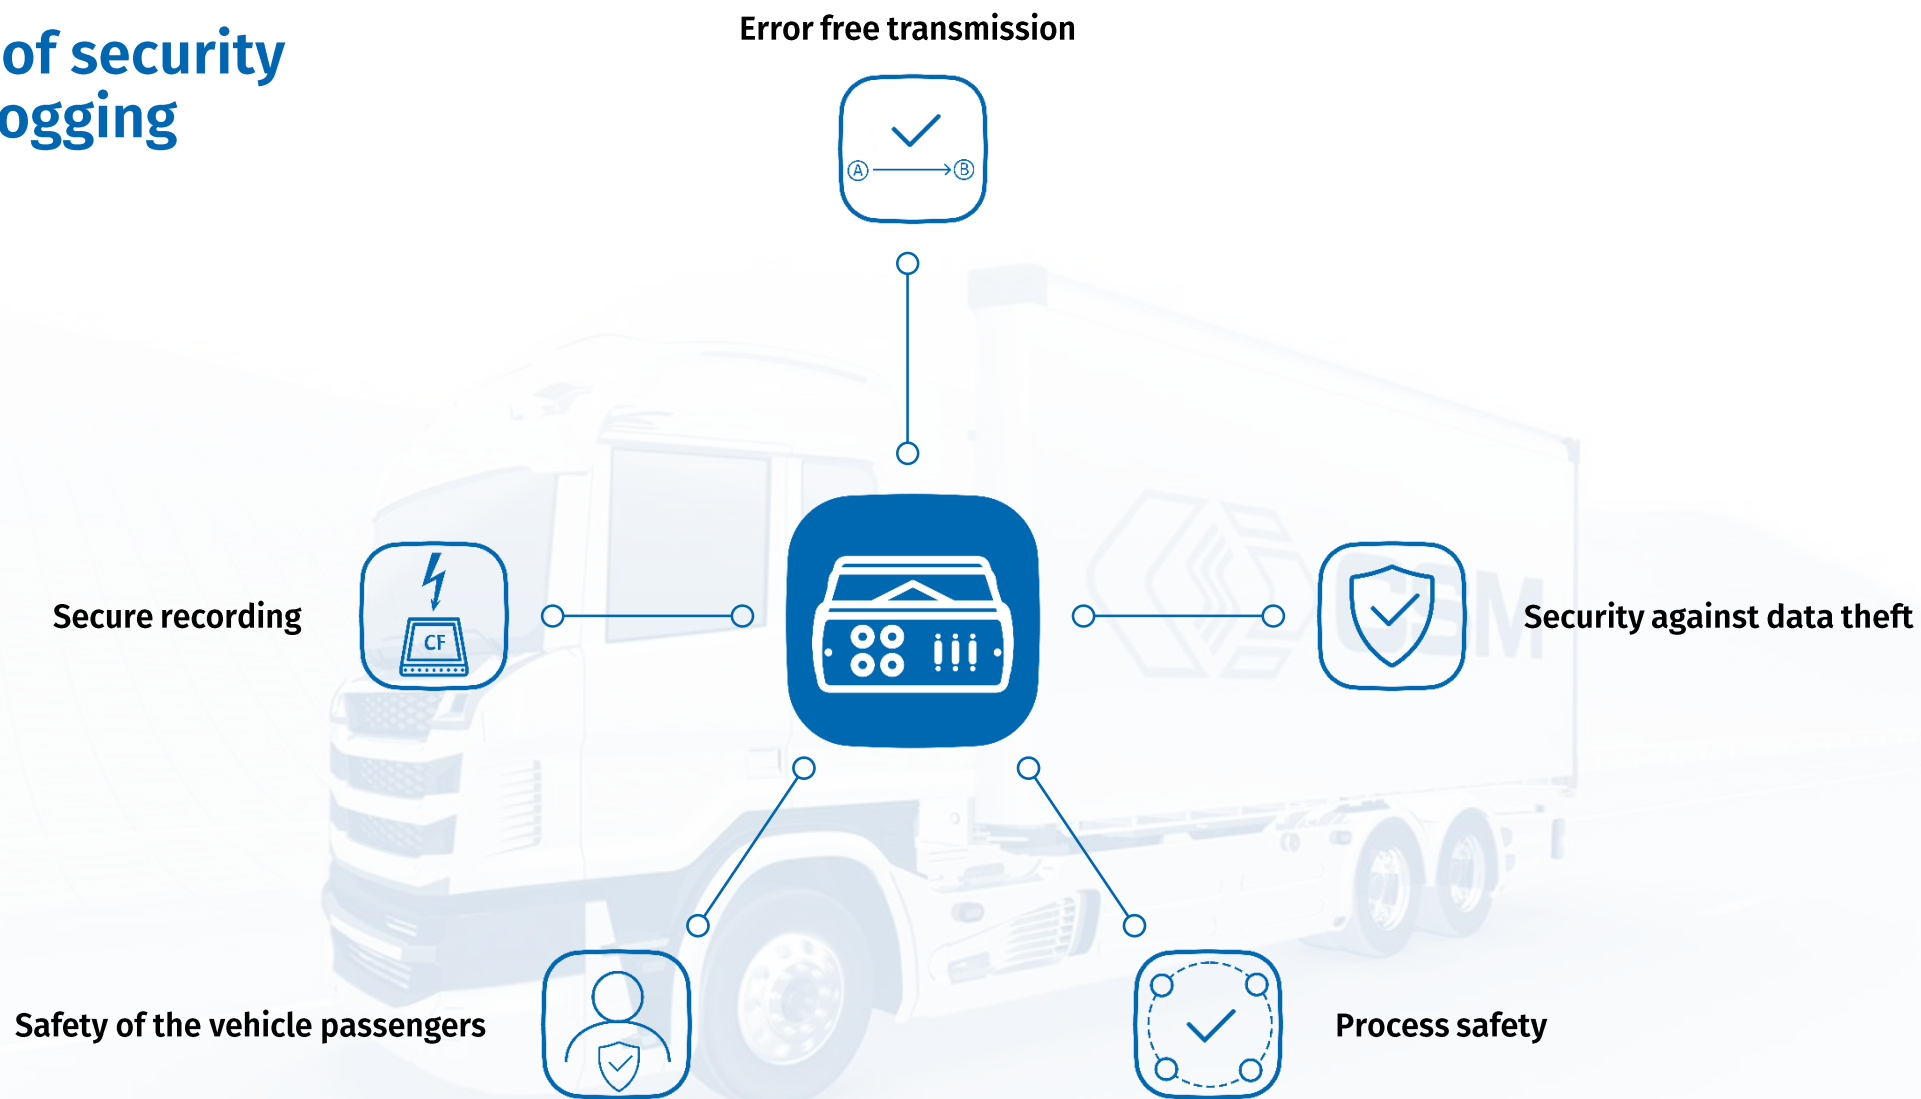 of security
ogging
Error free transmission
A
B
Secure recording
CF
CSM
Security against data theft
Safety of the vehicle passengers
Process safety